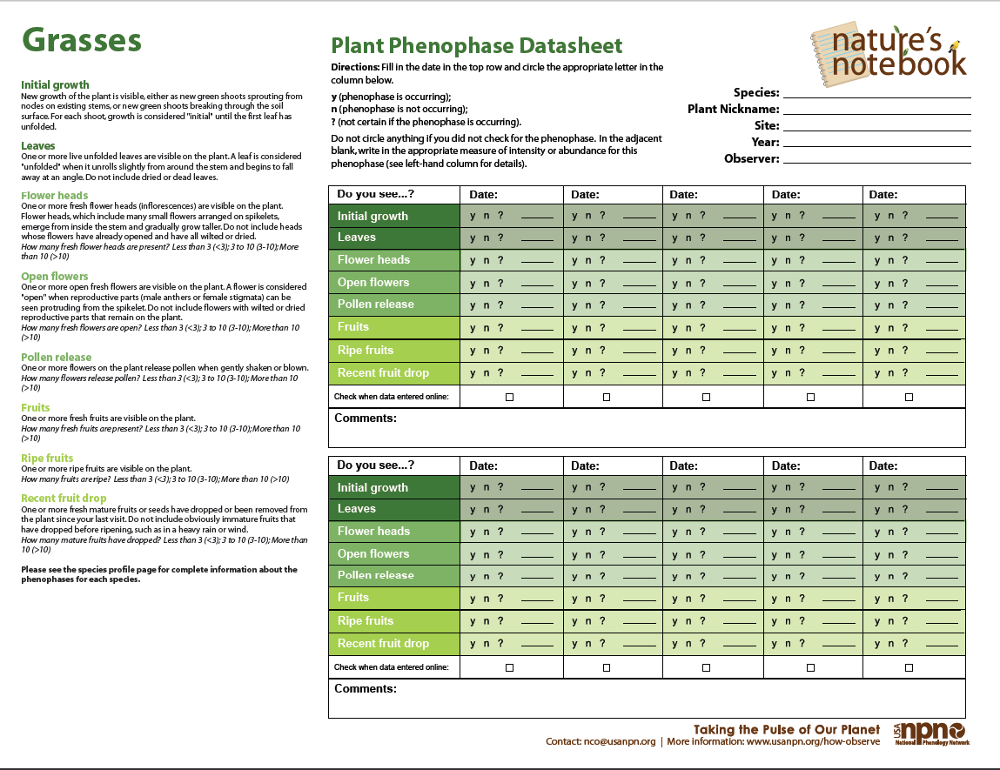 Grasses
Initial growth
New growth of the plant is visible, either as new green shoots sprouting from
nodes on existing stems, or new green shoots breaking through the soil
surface. For each shoot, growth is considered "initial" until the first leaf has
unfolded.
Leaves
One or more live unfolded leaves are visible on the plant. A leaf is considered
"unfolded" when it unrolls slightly from around the stem and begins to fall
away at an angle. Do not include dried or dead leaves.
Flower heads
One or more fresh flower heads (inflorescences) are visible on the plant.
Flower heads, which include many small flowers arranged on spikelets,
emerge from inside the stem and gradually grow taller. Do not include heads
whose flowers have already opened and have all wilted or dried.
How many fresh flower heads are present? Less than 3 (<3); 3 to 10 (3-10); More
than 10 (>10)
Open flowers
One or more open fresh flowers are visible on the plant. A flower is considered
"open" when reproductive parts (male anthers or female stigmata) can be
seen protruding from the spikelet. Do not include flowers with wilted or dried
reproductive parts that remain on the plant.
How many fresh flowers are open? Less than 3 (<3); 3 to 10 (3-10); More than 10
(>10)
Pollen release
One or more flowers on the plant release pollen when gently shaken or blown.
How many flowers release pollen? Less than 3 (<3); 3 to 10 (3-10); More than 10
(>10)
Fruits
One or more fresh fruits are visible on the plant.
How many fresh fruits are present? Less than 3 (<3); 3 to 10 (3-10); More than 10
(>10)
Ripe fruits
One or more ripe fruits are visible on the plant.
How many fruits are ripe? Less than 3 (<3); 3 to 10 (3-10); More than 10 (>10)
Recent fruit drop
One or more fresh mature fruits or seeds have dropped or been removed from
the plant since your last visit. Do not include obviously immature fruits that
have dropped before ripening, such as in a heavy rain or wind.
How many mature fruits have dropped? Less than 3 (<3); 3 to 10 (3-10); More than
10 (>10)
Please see the species profile page for complete information about the
phenophases for each species.
Plant Phenophase Datasheet
Directions: Fill in the date in the top row and circle the appropriate letter in the
column below.
y (phenophase is occurring);
n (phenophase is not occurring);
? (not certain if the phenophase is occurring).
Do not circle anything if you did not check for the phenophase. In the adjacent
blank, write in the appropriate measure of intensity or abundance for this
phenophase (see left-hand column for details).
nature's
notebook
Species:
Plant Nickname:
Site:
Year:
Observer:
Do you see...? Date: Date: Date: Date: Date:
Initial growth y n ? y n ? y n ? y n ? y n ?
Leaves y n ? y n ? y n ? y n ? y n ?
Flower heads y n ? y n ? y n ? y n ? y n ?
Open flowers y n ? y n ? y n ? y n ? y n ?
Pollen release y n ? y n ? y n ? y n ? y n ?
Fruits y n ? y n ? y n ? y n ? y n ?
Ripe fruits y n ? y n ? y n ? y n ? y n ?
Recent fruit drop y n ? y n ? y n ? y n ? y n ?
Check when data entered online:
Comments:
Do you see...? Date: Date: Date: Date: Date:
Initial growth y n ? y n ? y n ? y n ? y n ?
Leaves y n ? y n ? y n ? y n ? y n ?
Flower heads y n ? y n ? y n ? y n ? y n ?
Open flowers y n ? y n ? y n ? y n ? y n ?
Pollen release y n ? y n ? y n ? y n ? y n ?
Fruits y n ? y n ? y n ? y n ? y n ?
Ripe fruits y n ? y n ? y n ? y n ? y n ?
Recent fruit drop y n ? y n ? y n ? y n ? y n ?
Check when data entered online:
Comments:
Taking the Pulse of Our Planet
Contact: nco@usanpn.org | More information: www.usanpn.org/how-observe
USA npn
National Phenology Network